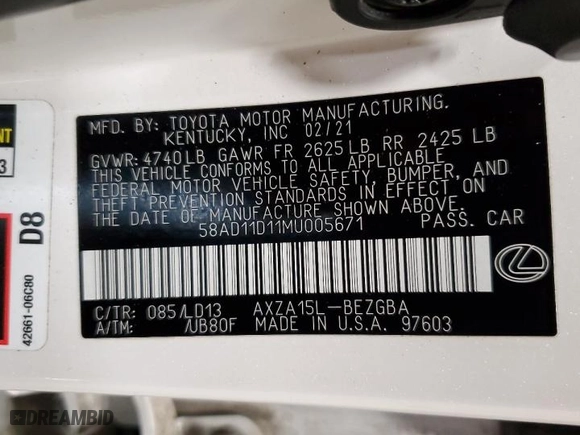 MFD. BY: TOYOTA MOTOR MANUFACTURING.
KENTUCKY, INC 02/21
GVWR: 4740LB GAWR FR 2625LB RR 2425 LB
THIS VEHICLE CONFORMS TO ALL APPLICABLE
FEDERAL MOTOR VEHICLE SAFETY, BUMPER, AND
THEFT PREVENTION STANDARDS IN EFFECT ON
THE DATE OF MANUFACTURE SHOWN ABOVE.
58AD11D11MU005671 PASS. CAR
C/TR: 085/LD13 AXZA15L-BEZGBA
A/TM: /UB80F MADE IN U.S.A. 97603
D8
42661-06C80
DREAMBID